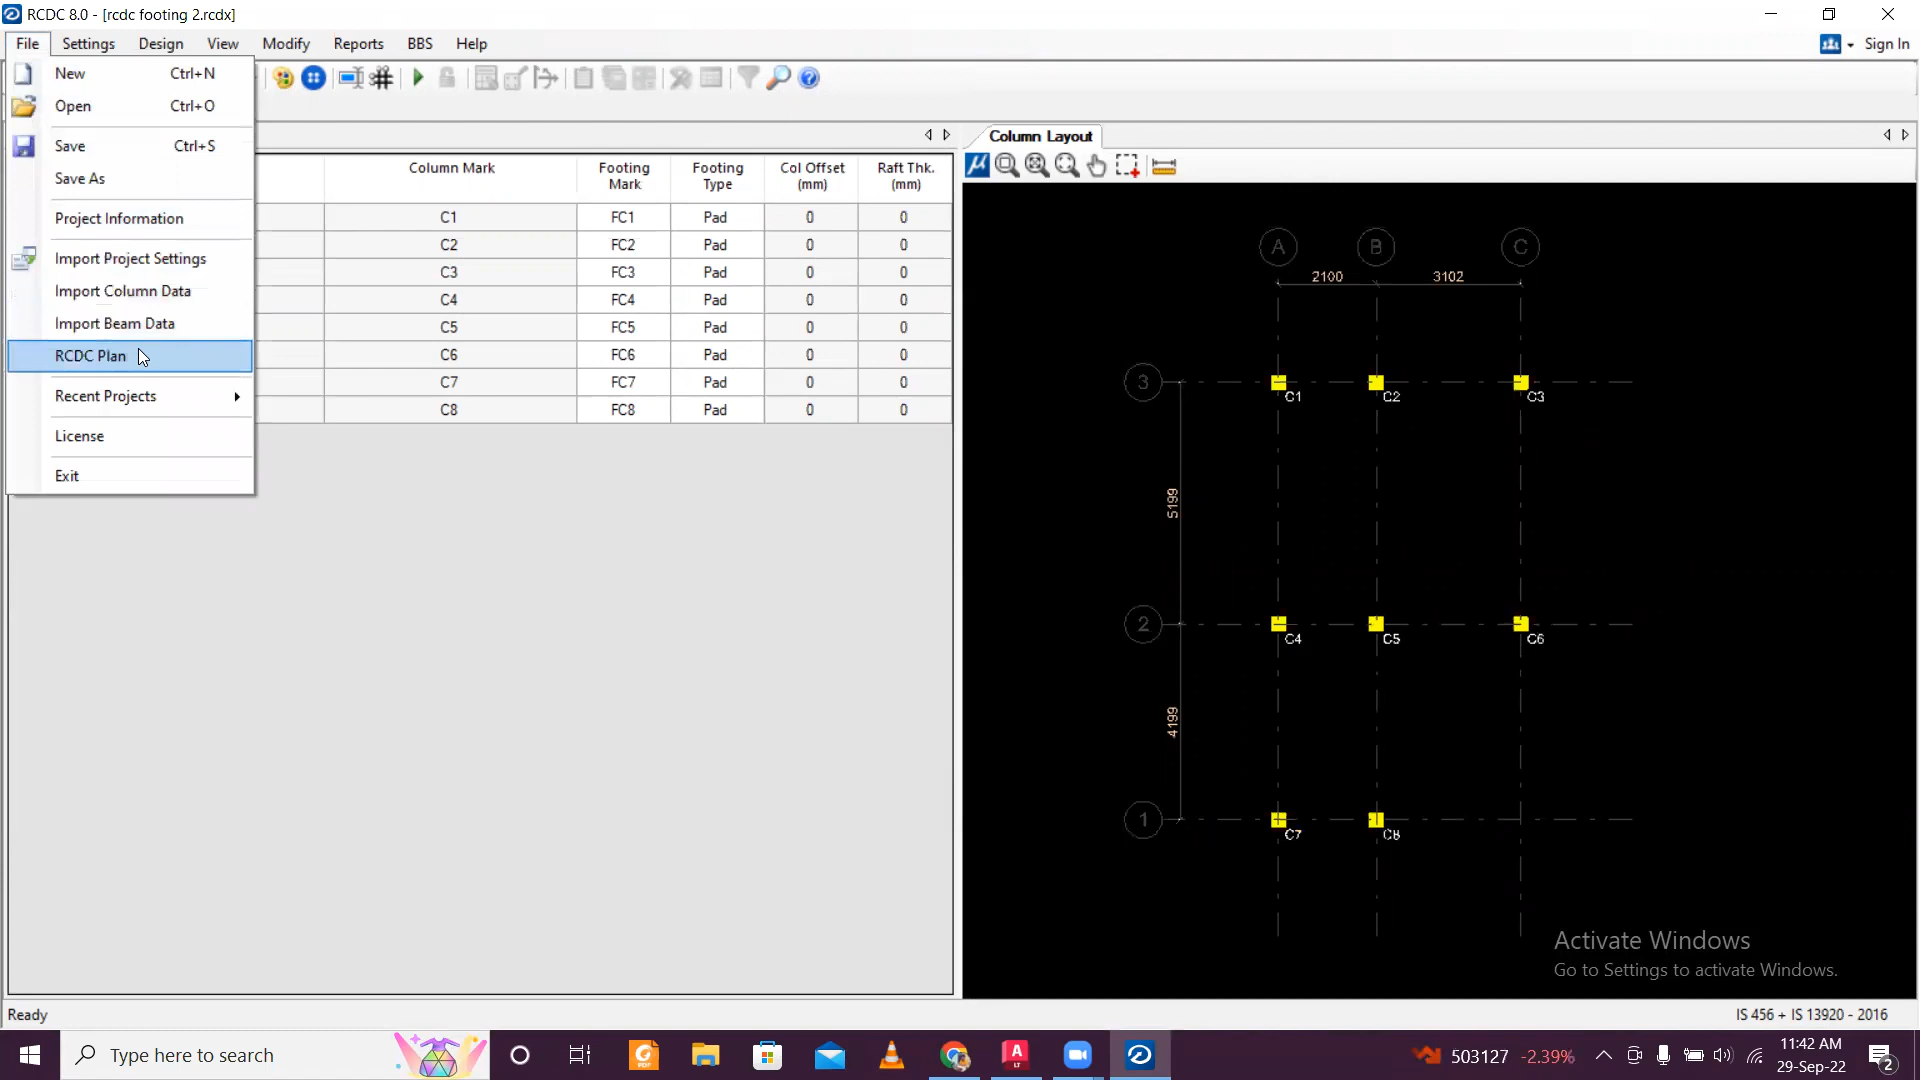 RCDC 8.0 - [rcdc footing 2.rcdx]
File Settings Design View Modify Reports BBS Help
Sign In
New Ctrl+N
Open Ctrl+O
Save Ctrl+S
Save As
Project Information
Import Project Settings
Import Column Data
Import Beam Data
RCDC Plan
Recent Projects
License
Exit
Column Mark Footing Mark Footing Type Col Offset (mm) Raft Thk. (mm)
C1 FC1 Pad 0 0
C2 FC2 Pad 0 0
C3 FC3 Pad 0 0
C4 FC4 Pad 0 0
C5 FC5 Pad 0 0
C6 FC6 Pad 0 0
C7 FC7 Pad 0 0
C8 FC8 Pad 0 0
Column Layout
A B C
2100 3102
3
C1 C2 C3
5199
2
C4 C5 C6
4199
1
C7 C8
Activate Windows
Go to Settings to activate Windows.
Ready
IS 456 + IS 13920 - 2016
Type here to search
503127 -2.39%
11:42 AM
29-Sep-22
2